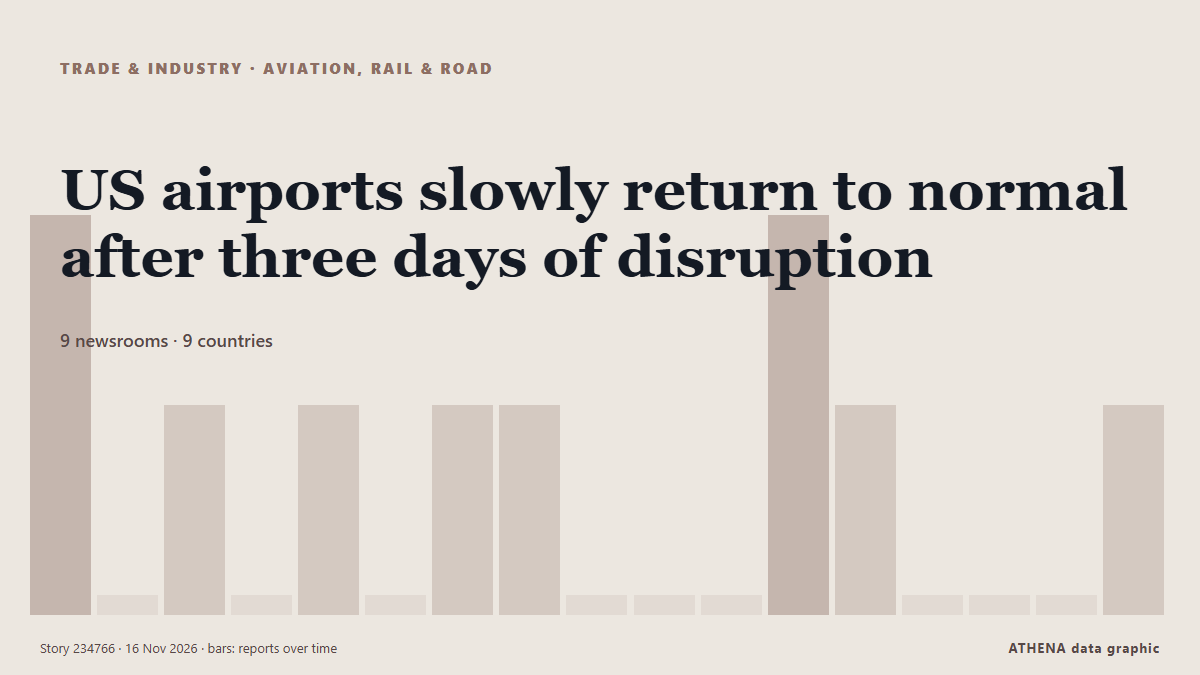 TRADE & INDUSTRY · AVIATION, RAIL & ROAD
US airports slowly return to normal
after three days of disruption
9 newsrooms · 9 countries
Story 234766 · 16 Nov 2026 · bars: reports over time
ATHENA data graphic